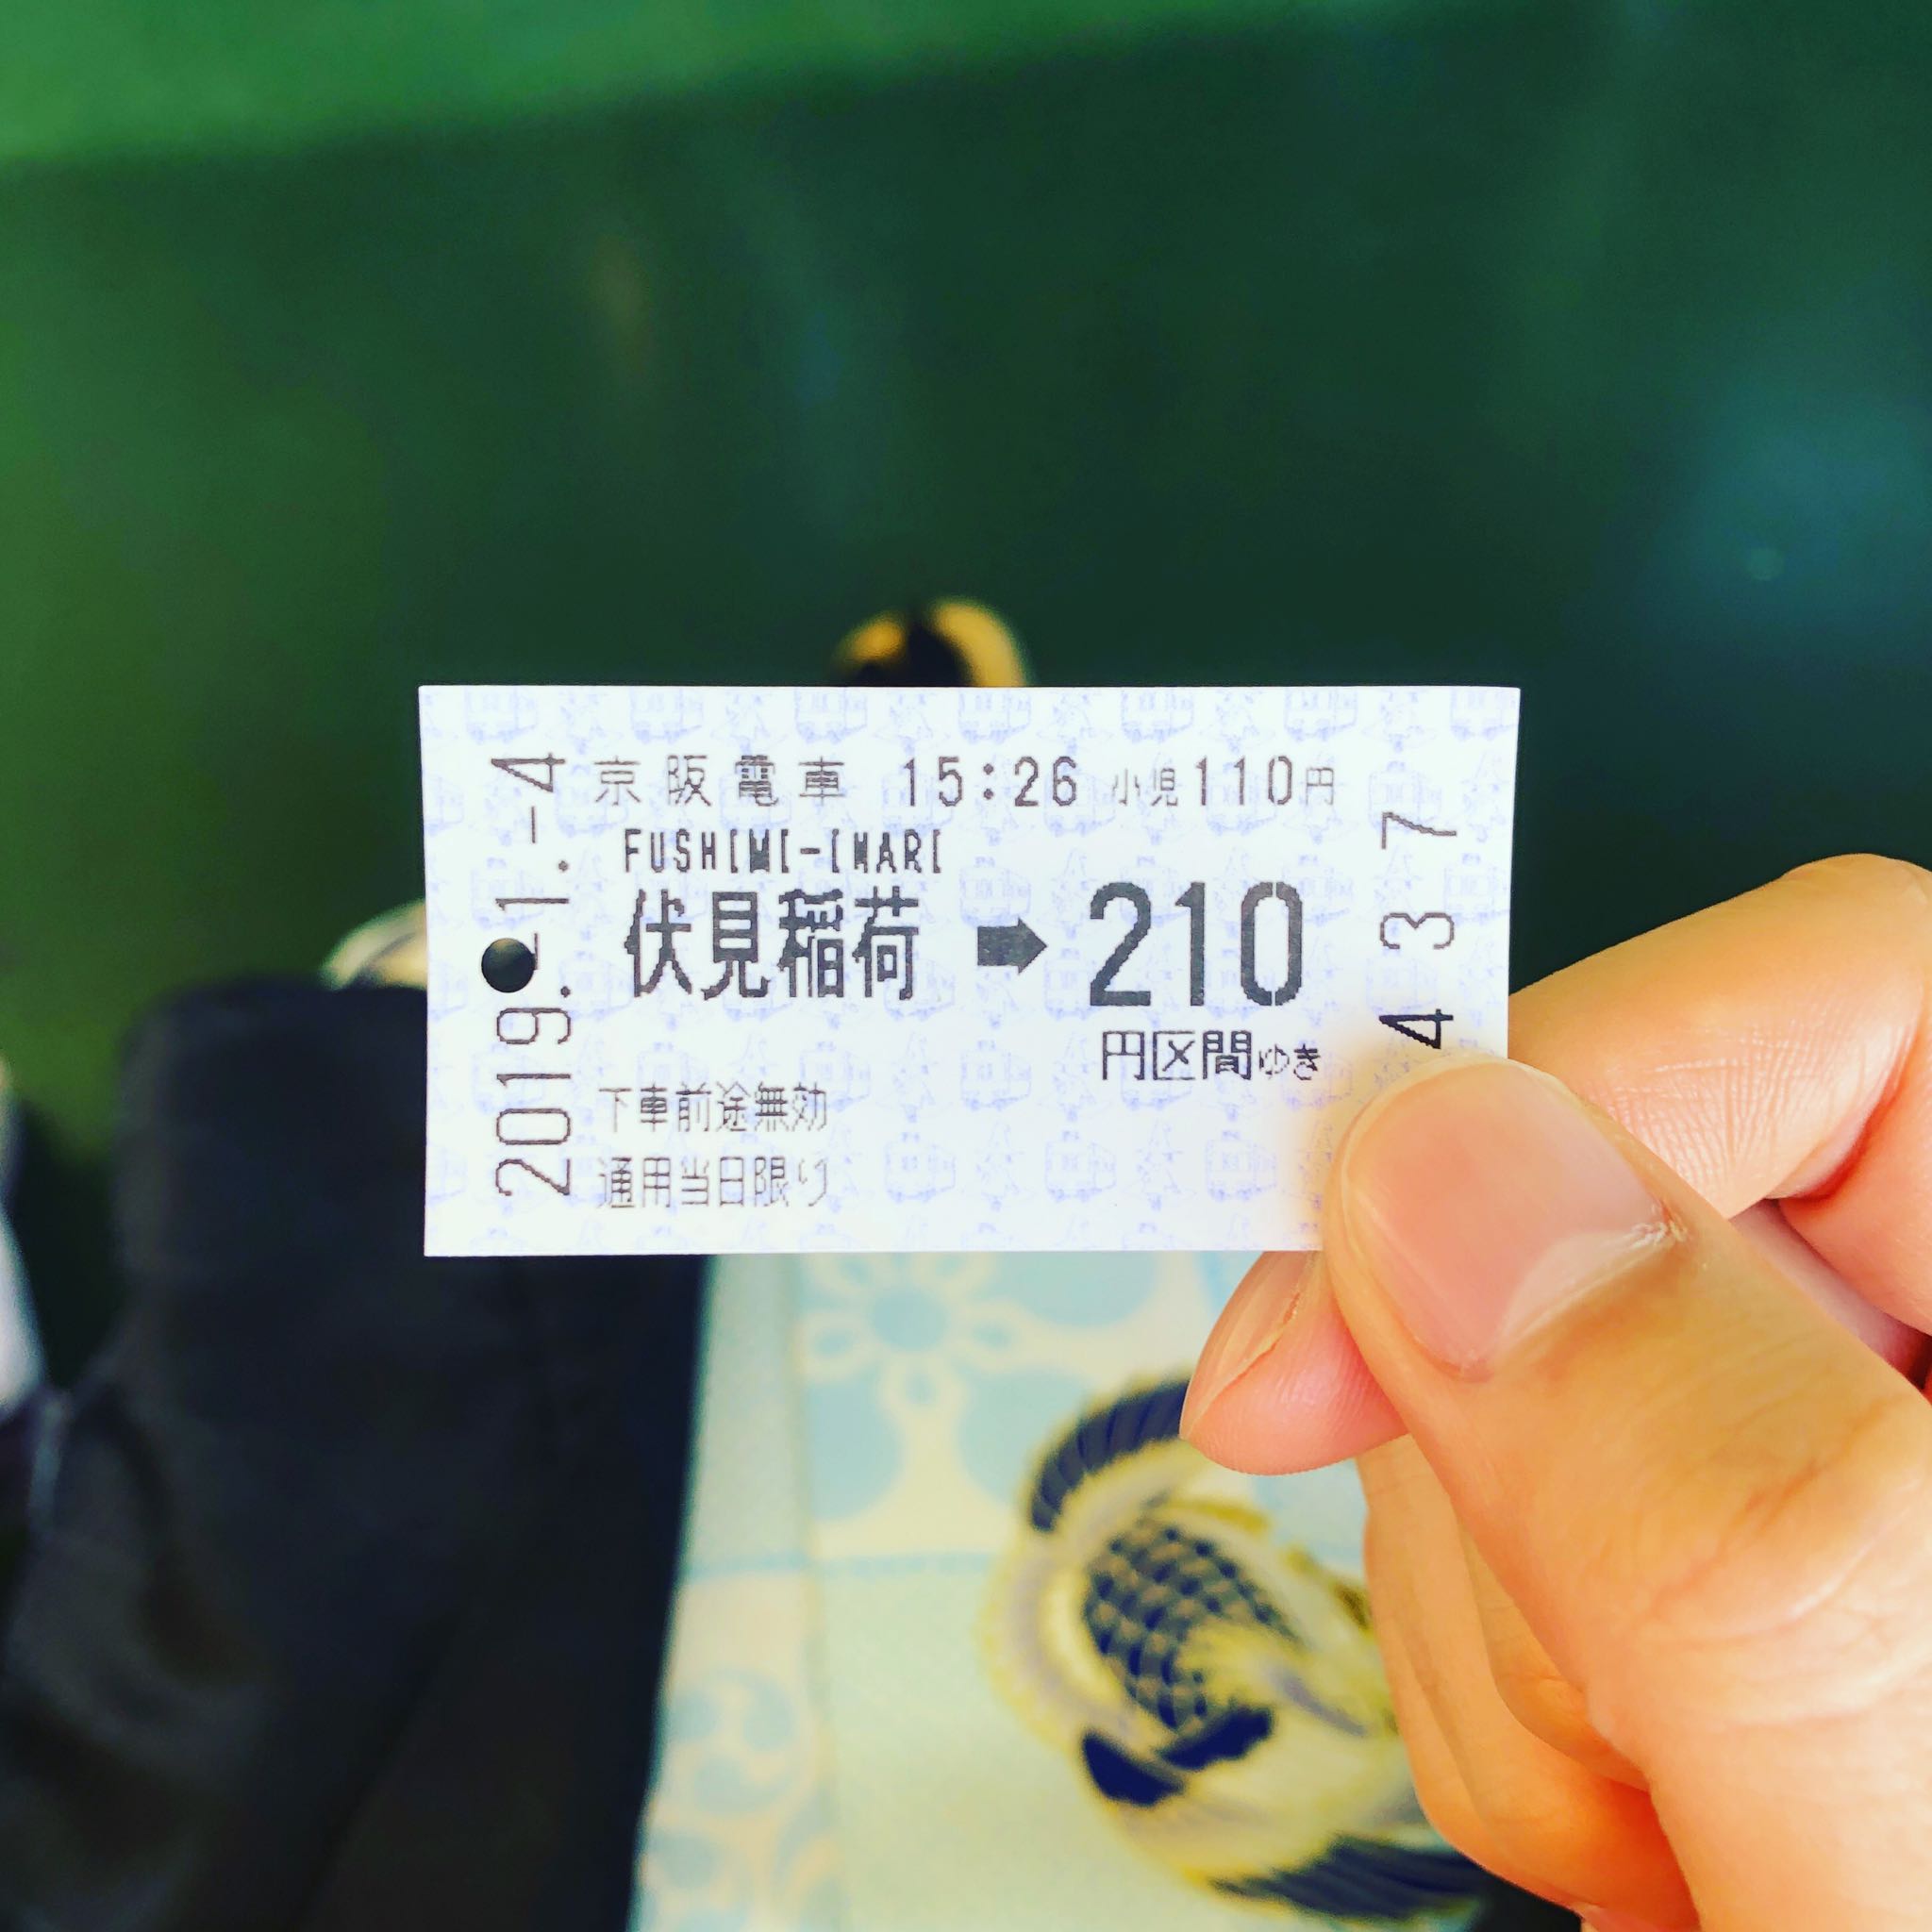 京阪電車 15:26 小児110円
FUSHIMI-INARI
伏見稲荷 ➡ 210
円区間ゆき
下車前途無効
通用当日限り
2019.-1.-4
437